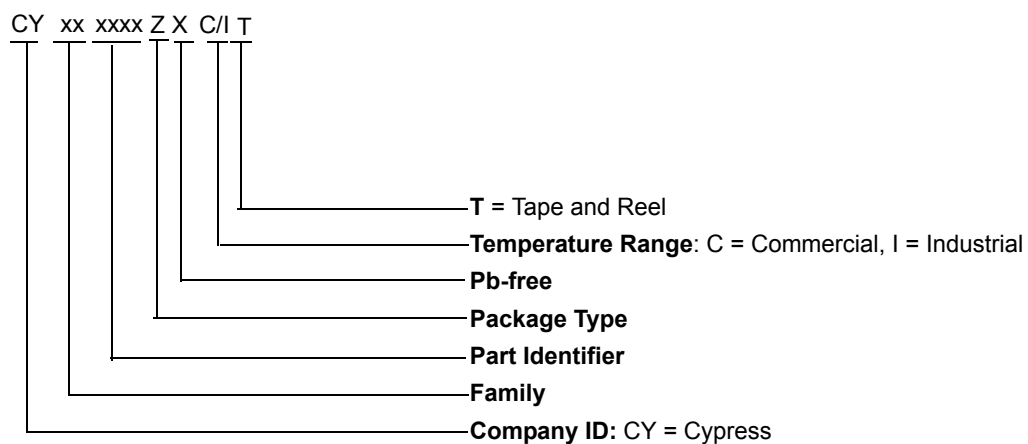 CY xx xxxx Z X C/I T
T = Tape and Reel
Temperature Range: C = Commercial, I = Industrial
Pb-free
Package Type
Part Identifier
Family
Company ID: CY = Cypress